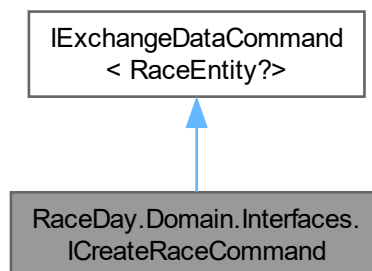 IExchangeDataCommand
< RaceEntity?>
RaceDay.Domain.Interfaces.
ICreateRaceCommand